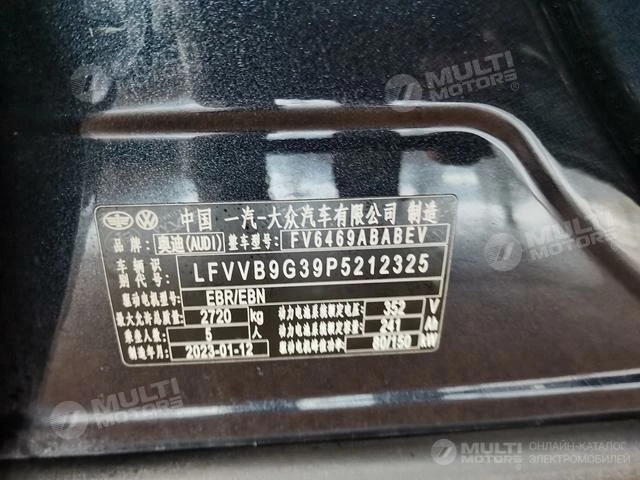 中国 一汽-大众汽车有限公司 制造
品牌: 奥迪(AUDI) 整车型号: FV6469ABABEV
车辆识别代号: LFVVB9G39P5212325
驱动电机型号: EBR/EBN
最大允许总质量: 2720 kg 动力电池系统额定电压: 352 V
乘坐人数: 5 人 动力电池系统额定容量: 241 Ah
制造年月: 2023-01-12 驱动电机峰值功率: 80/150 kW
MULTI MOTORS
MULTI MOTORS®
MULTI MOTORS
MULTI MOTORS ОНЛАЙН-КАТАЛОГ ЭЛЕКТРОМОБИЛЕЙ